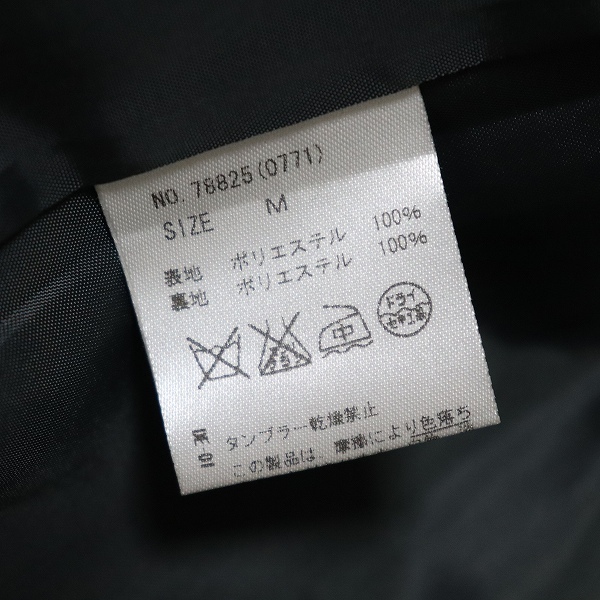 NO. 78825(0771)
SIZE M
表地 ポリエステル 100%
裏地 ポリエステル 100%
中 ドライ
タンブラー乾燥禁止
この製品は、摩擦により色落ち